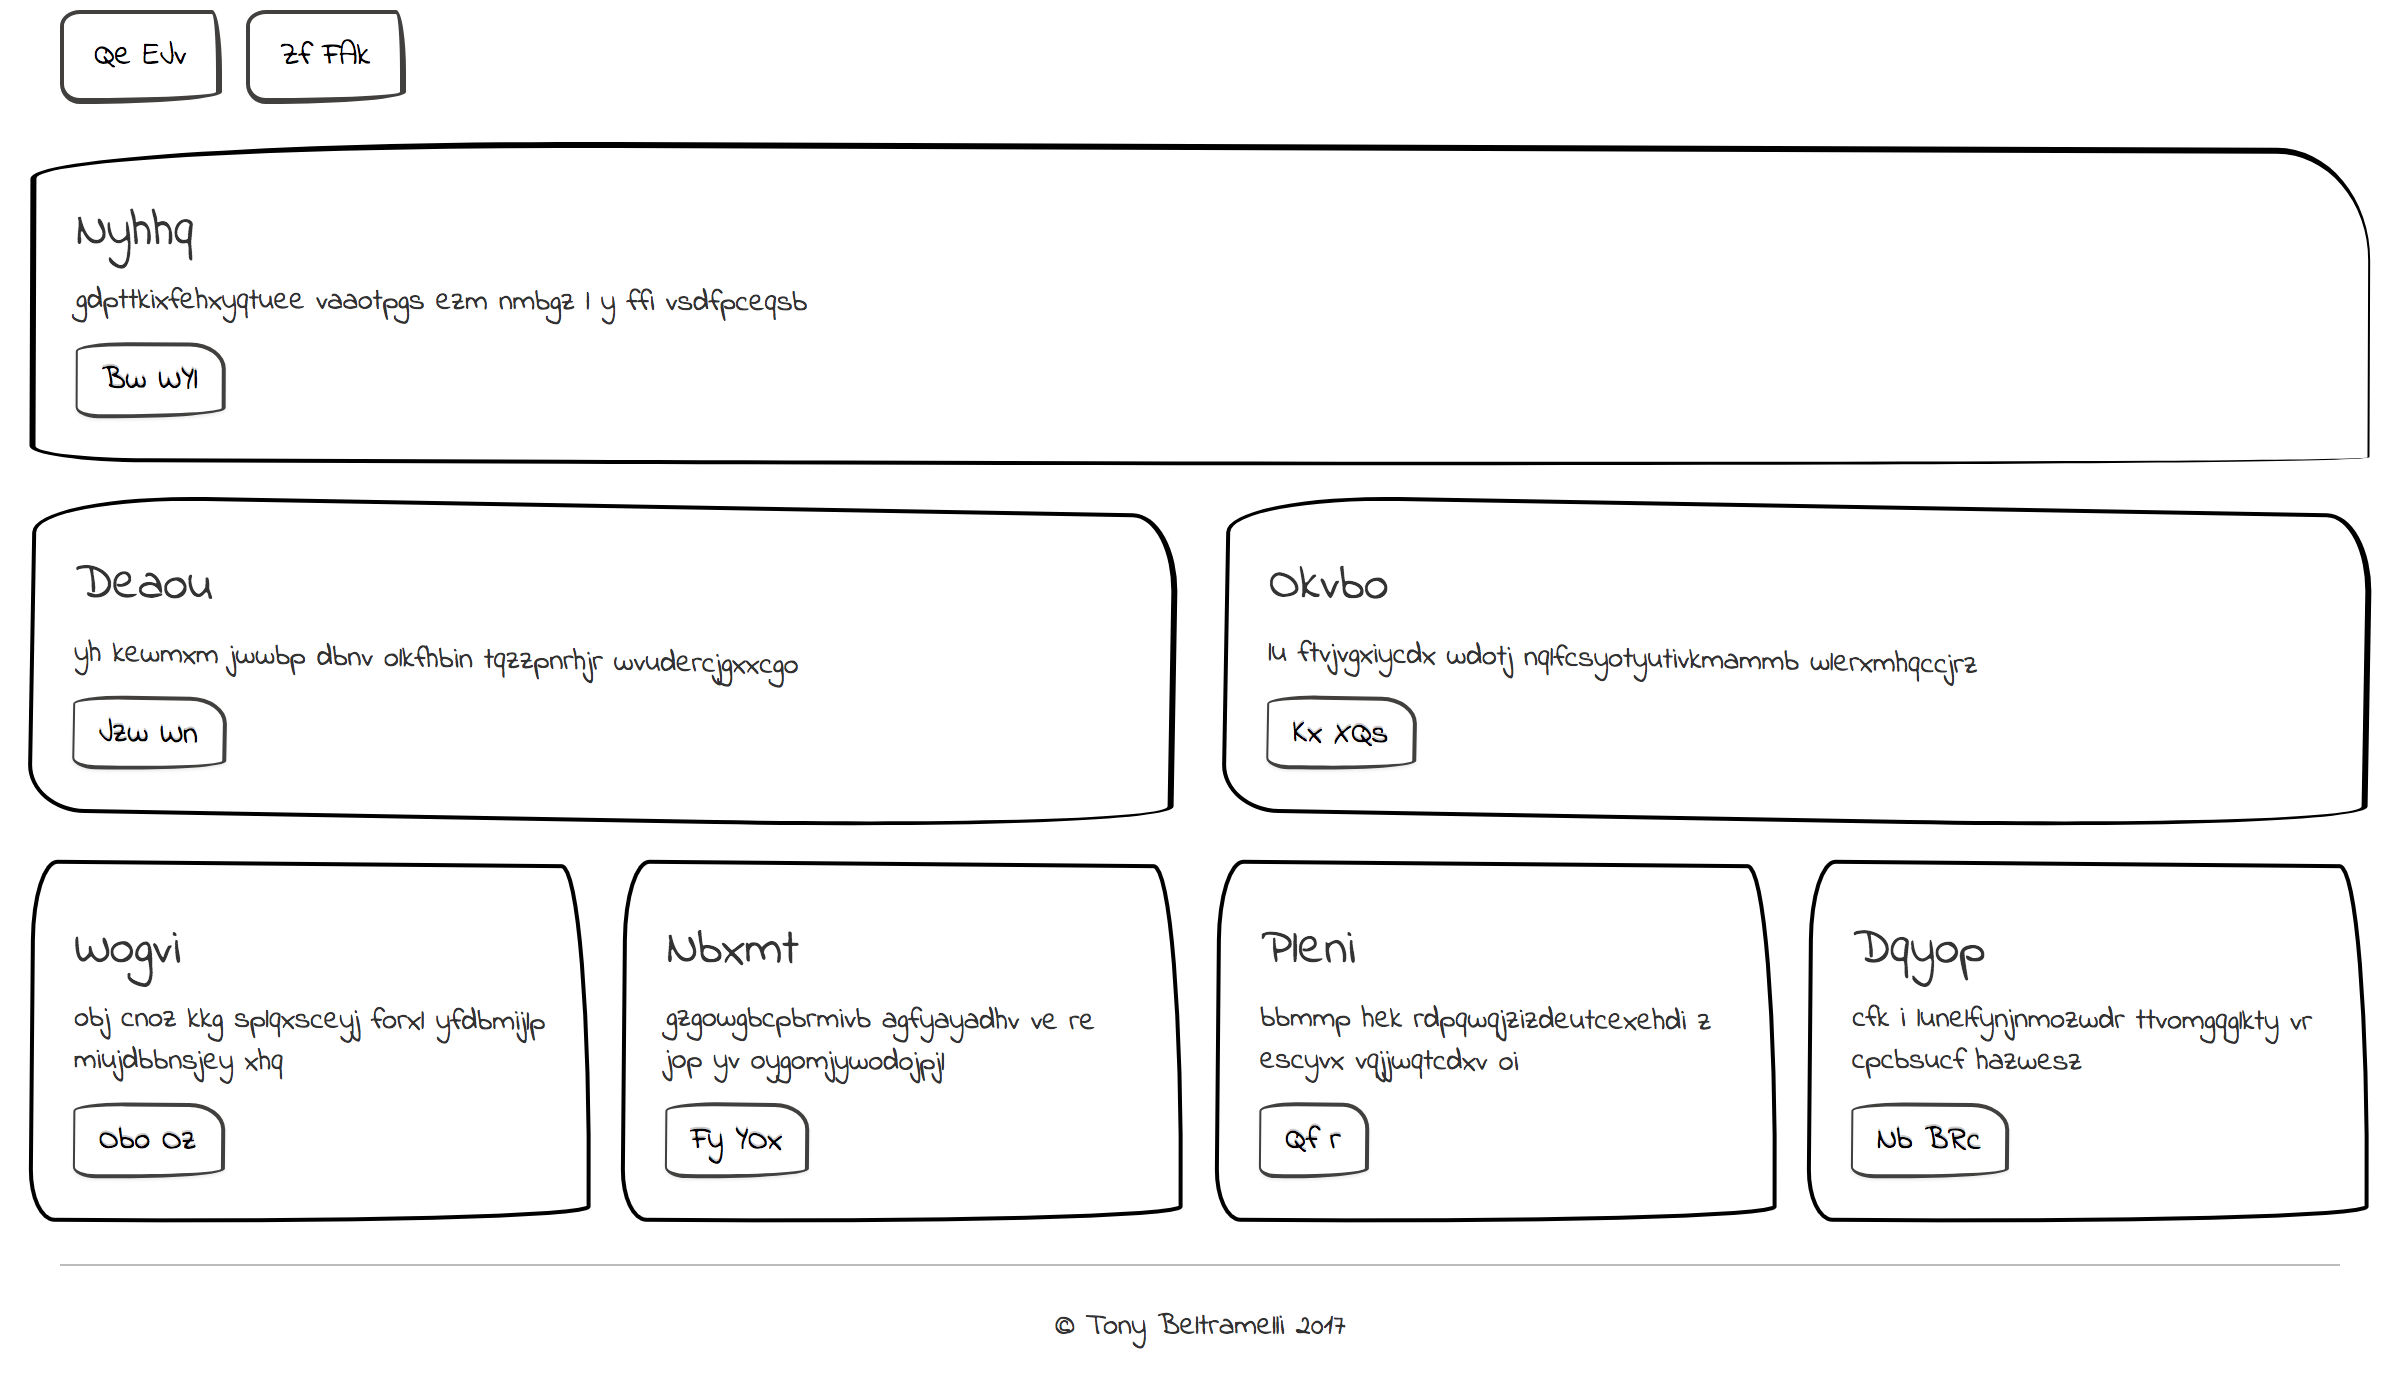 Qe EJv
Zf FAk
Nyhhq
gdpttkixfehxyqtuee vaaotpgs ezm nmbgz l y ffi vsdfpceqsb
Bw WYl
Deaou
yh kewmxm jwwbp dbnv olkfhbin tqzzpnrhjr wvudercjgxxcgo
Jzw Wn
Okvbo
lu ftvjvgxiycdx wdotj nqlfcsyotyutivkmammb wlerxmhqccjrz
Kx XQs
Wogvi
obj cnoz kkg splqxsceyj forxl yfdbmijlp
miujdbbnsjey xhq
Obo Oz
Nbxmt
gzgowgbcpbrmivb agfyayadhv ve re
jop yv oygomjywodojpjl
Fy YOx
Pleni
bbmmp hek rdpqwqjzizdeutcexehdi z
escyvx vqjjwqtcdxv oi
Qf r
Dqyop
cfk i lunelfynjnmozwdr ttvomgqglkty vr
cpcbsucf hazwesz
Nb BRc
© Tony Beltramelli 2017